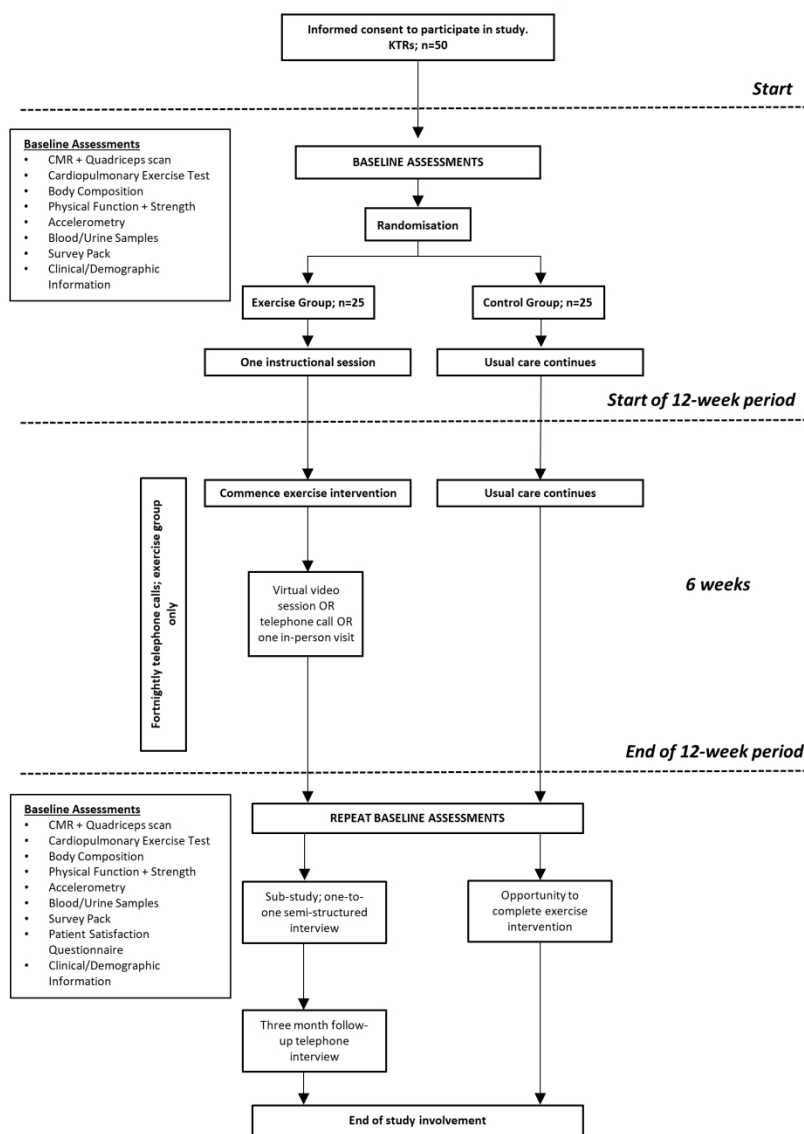 Informed consent to participate in study.
KTRs; n=50
Start
Baseline Assessments
• CMR + Quadriceps scan
• Cardiopulmonary Exercise Test
• Body Composition
• Physical Function + Strength
• Accelerometry
• Blood/Urine Samples
• Survey Pack
• Clinical/Demographic
Information
BASELINE ASSESSMENTS
Randomisation
Exercise Group; n=25
Control Group; n=25
One instructional session
Usual care continues
Start of 12-week period
Fortnightly telephone calls; exercise group
only
Commence exercise intervention
Usual care continues
Virtual video
session OR
telephone call OR
one in-person visit
6 weeks
End of 12-week period
Baseline Assessments
• CMR + Quadriceps scan
• Cardiopulmonary Exercise Test
• Body Composition
• Physical Function + Strength
• Accelerometry
• Blood/Urine Samples
• Survey Pack
• Patient Satisfaction
Questionnaire
• Clinical/Demographic
Information
REPEAT BASELINE ASSESSMENTS
Sub-study; one-to-
one semi-structured
interview
Opportunity to
complete exercise
intervention
Three month follow-
up telephone
interview
End of study involvement